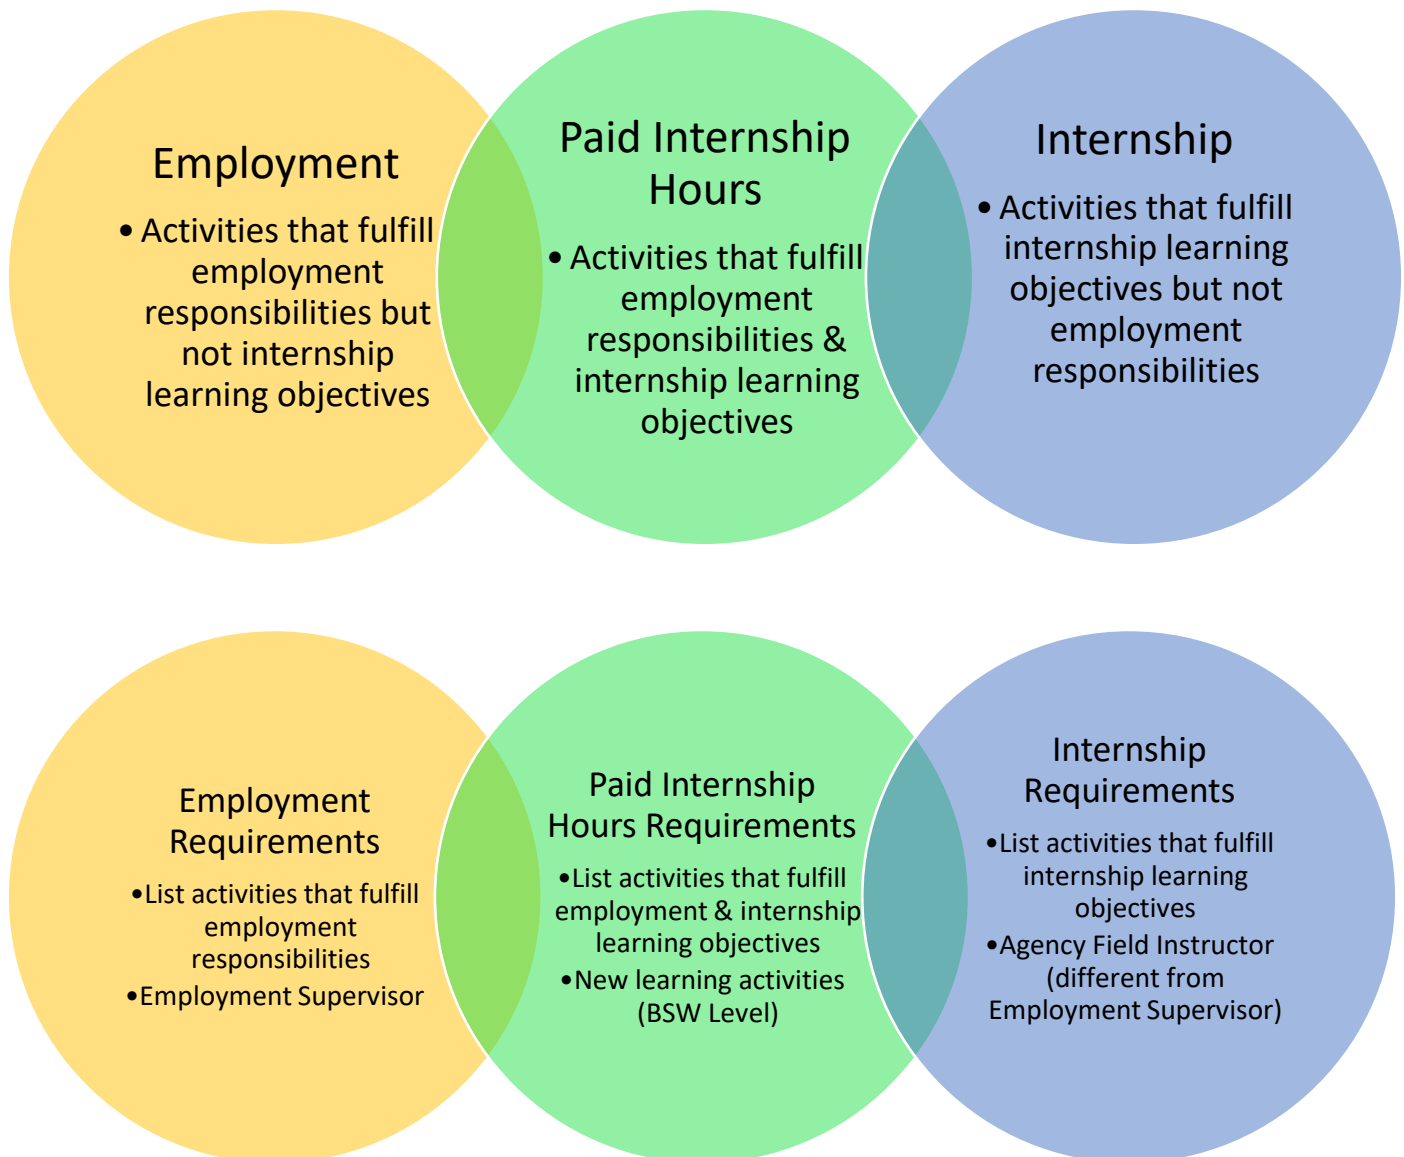 Employment
• Activities that fulfill
employment
responsibilities but
not internship
learning objectives
Paid Internship
Hours
• Activities that fulfill
employment
responsibilities &
internship learning
objectives
Internship
• Activities that fulfill
internship learning
objectives but not
employment
responsibilities
Employment
Requirements
•List activities that fulfill
employment
responsibilities
•Employment Supervisor
Paid Internship
Hours Requirements
•List activities that fulfill
employment & internship
learning objectives
•New learning activities
(BSW Level)
Internship
Requirements
•List activities that fulfill
internship learning
objectives
•Agency Field Instructor
(different from
Employment Supervisor)